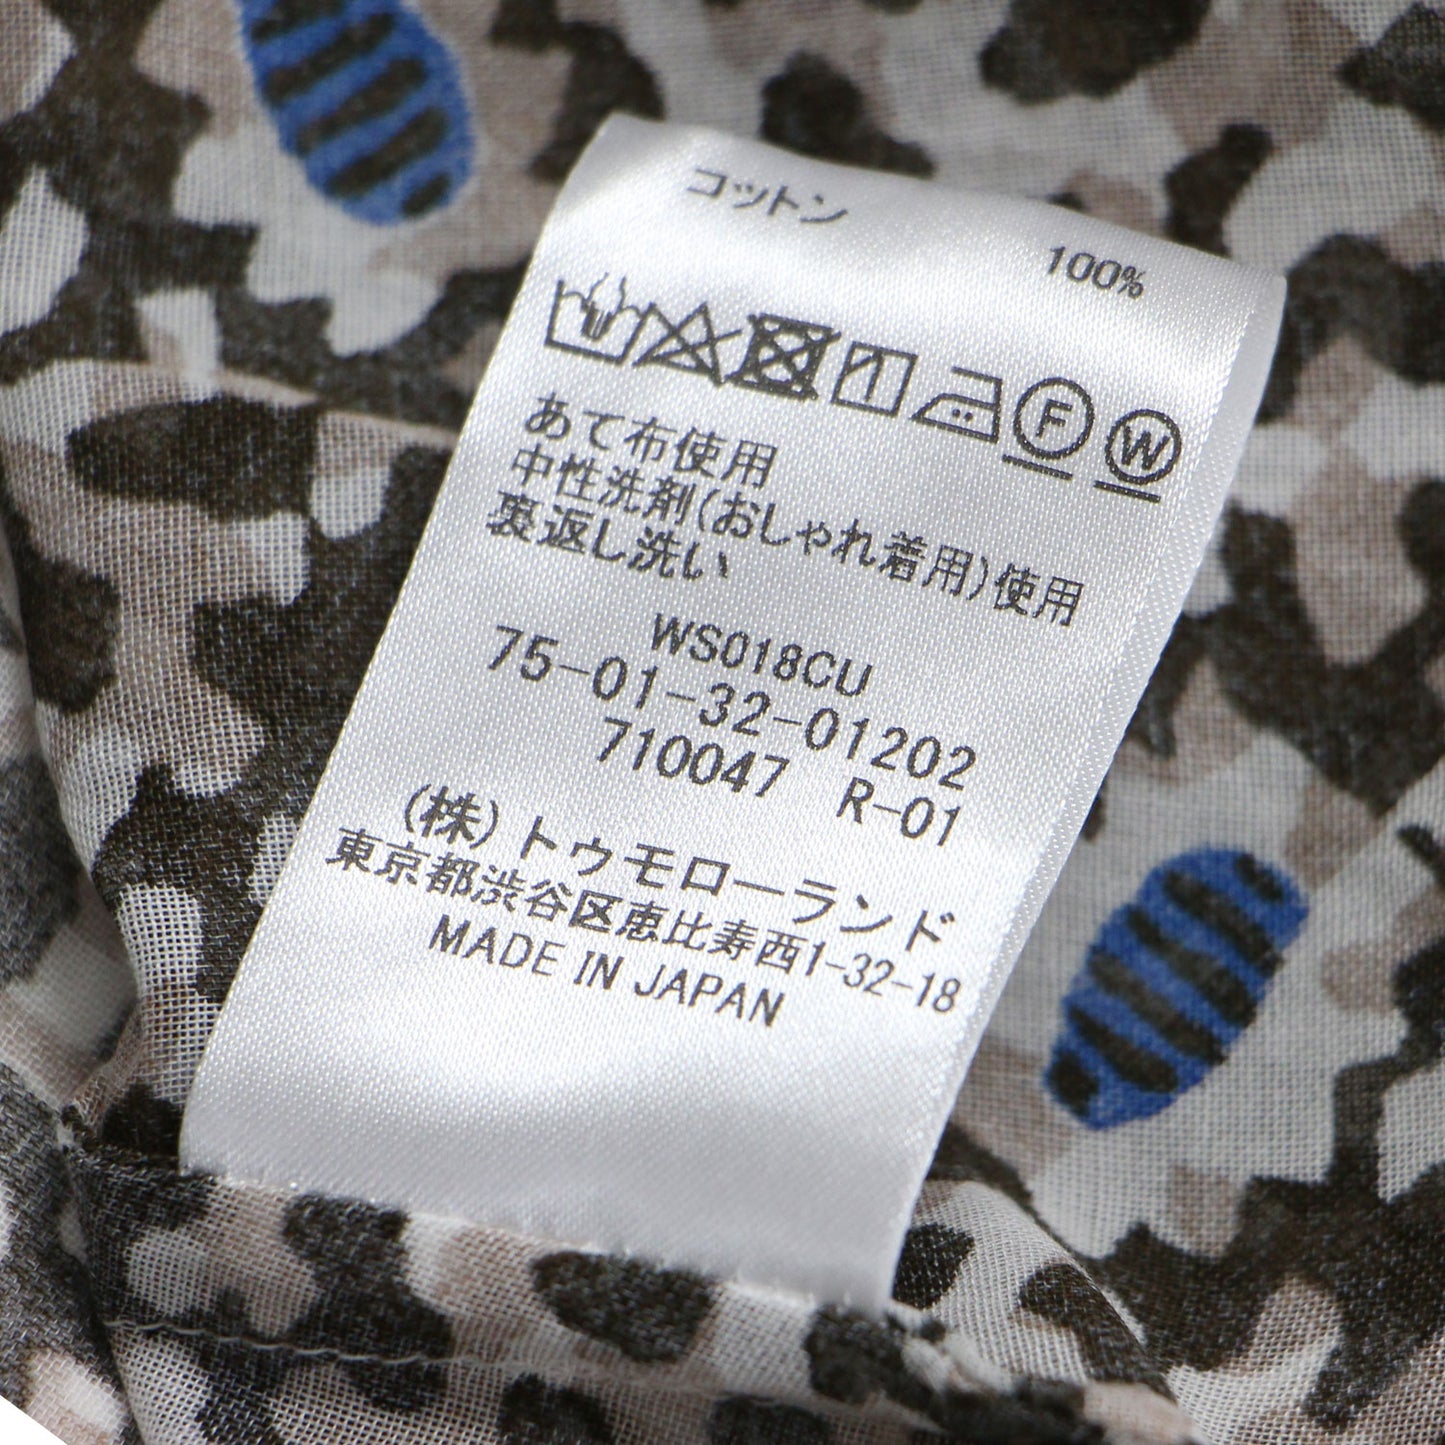 コットン 100%
F W
あて布使用
中性洗剤(おしゃれ着用)使用
裏返し洗い
WS018CU
75-01-32-01202
710047 R-01
(株)トゥモローランド
東京都渋谷区恵比寿西1-32-18
MADE IN JAPAN